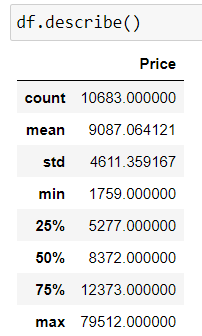 df.describe()
Price
count 10683.000000
mean 9087.064121
std 4611.359167
min 1759.000000
25% 5277.000000
50% 8372.000000
75% 12373.000000
max 79512.000000